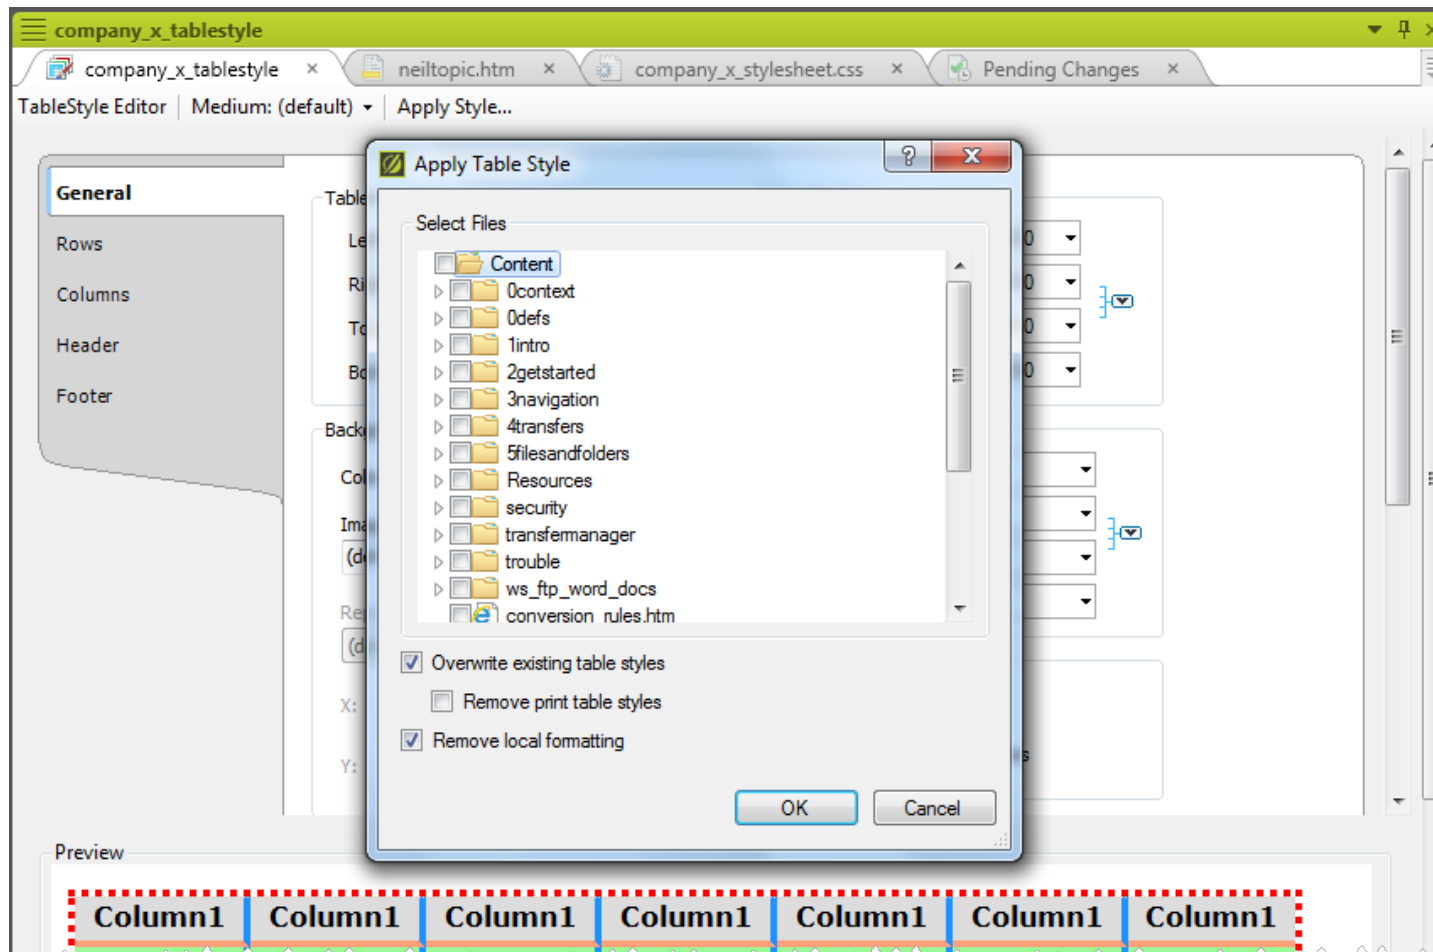 company_x_tablestyle
company_x_tablestyle neiltopic.htm company_x_stylesheet.css Pending Changes
TableStyle Editor Medium: (default) Apply Style...
Apply Table Style
General
Rows
Columns
Header
Footer
Table
Select Files
Content
0context
0defs
1intro
2getstarted
3navigation
4transfers
5filesandfolders
Resources
security
transfermanager
trouble
ws_ftp_word_docs
conversion_rules.htm
Overwrite existing table styles
Remove print table styles
Remove local formatting
X:
Y:
OK Cancel
Preview
Column1 Column1 Column1 Column1 Column1 Column1 Column1